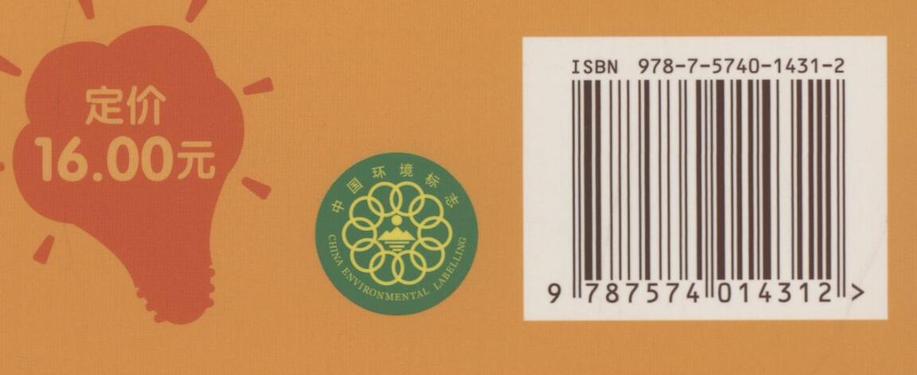 定价
16.00元
中国环境标志
CHINA ENVIRONMENTAL LABELLING
ISBN 978-7-5740-1431-2
9 787574 014312 >